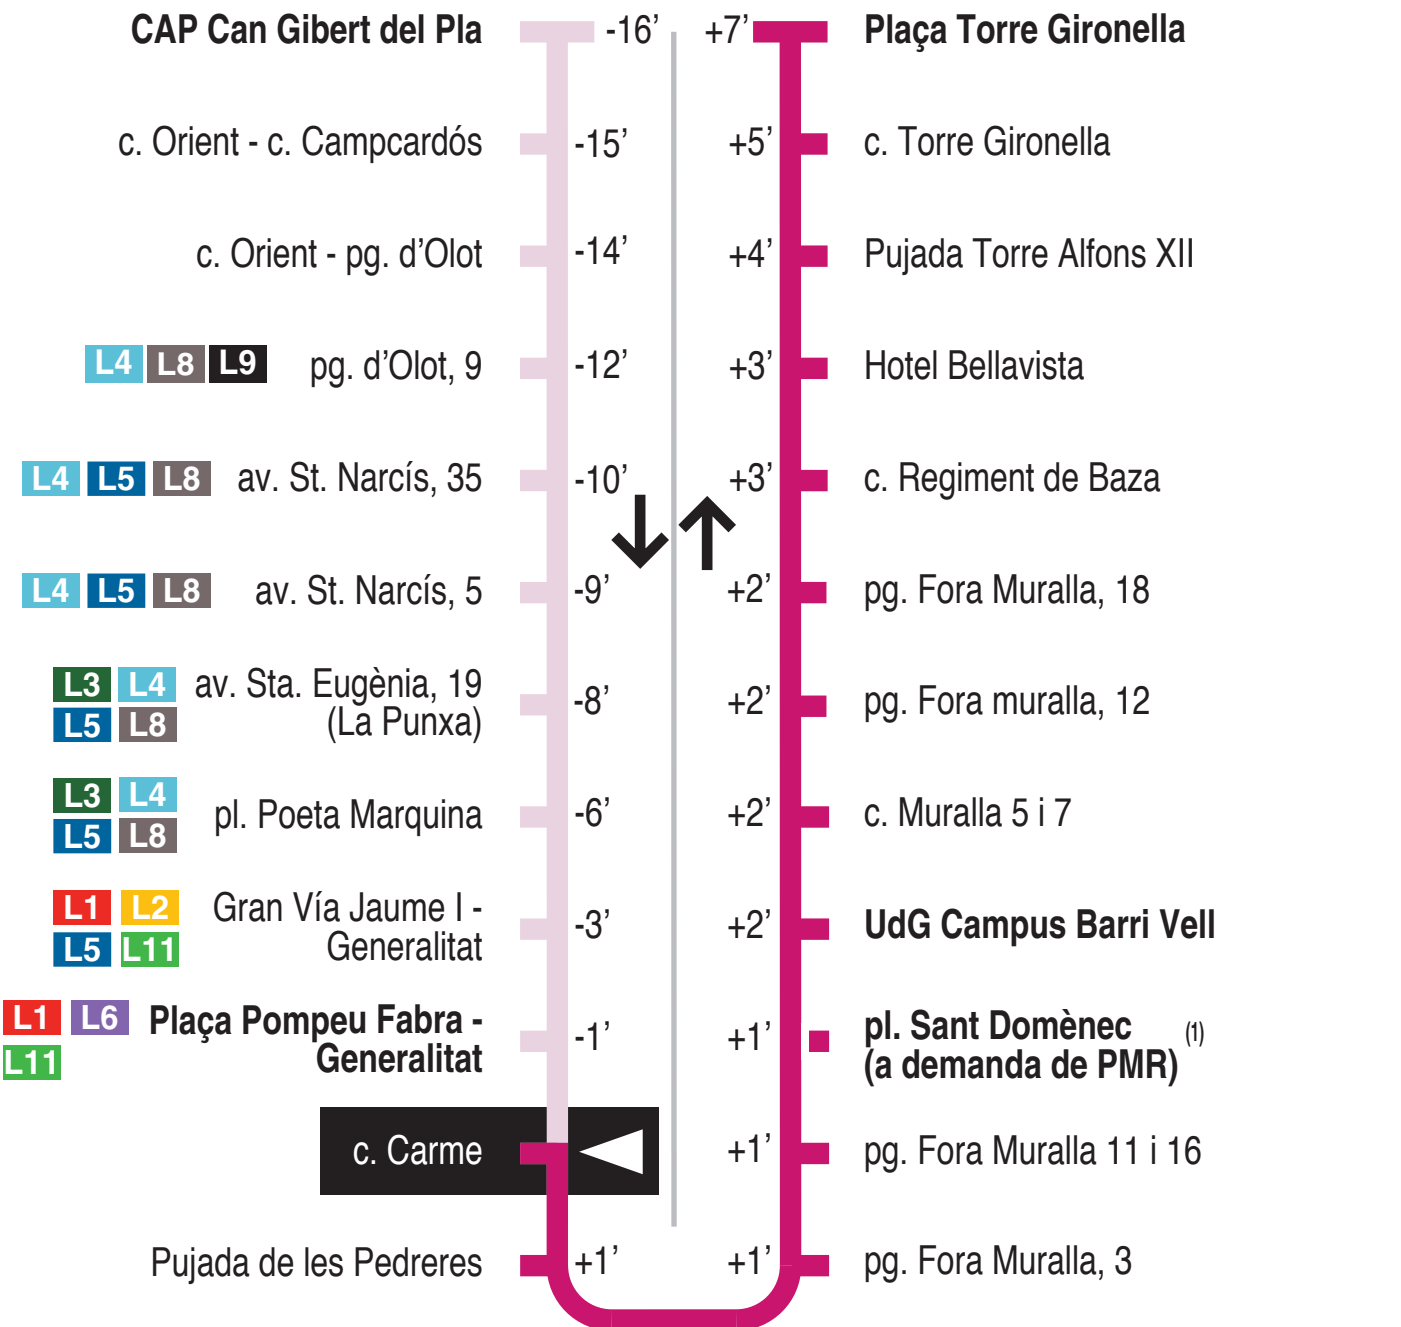 CAP Can Gibert del Pla -16’
c. Orient - c. Campcardós -15’
c. Orient - pg. d’Olot -14’
L4 L8 L9 pg. d’Olot, 9 -12’
L4 L5 L8 av. St. Narcís, 35 -10’
L4 L5 L8 av. St. Narcís, 5 -9’
L3 L4 av. Sta. Eugènia, 19
L5 L8 (La Punxa) -8’
L3 L4
L5 L8
pl. Poeta Marquina -6’
L1 L2 Gran Vía Jaume I -
L5 L11 Generalitat -3’
L1 L6 Plaça Pompeu Fabra -
L11 Generalitat -1’
c. Carme
Pujada de les Pedreres +1’
+7’ Plaça Torre Gironella
+5’ c. Torre Gironella
+4’ Pujada Torre Alfons XII
+3’ Hotel Bellavista
+3’ c. Regiment de Baza
+2’ pg. Fora Muralla, 18
+2’ pg. Fora muralla, 12
+2’ c. Muralla 5 i 7
+2’ UdG Campus Barri Vell
+1’ pl. Sant Domènec (1)
(a demanda de PMR)
+1’ pg. Fora Muralla 11 i 16
+1’ pg. Fora Muralla, 3